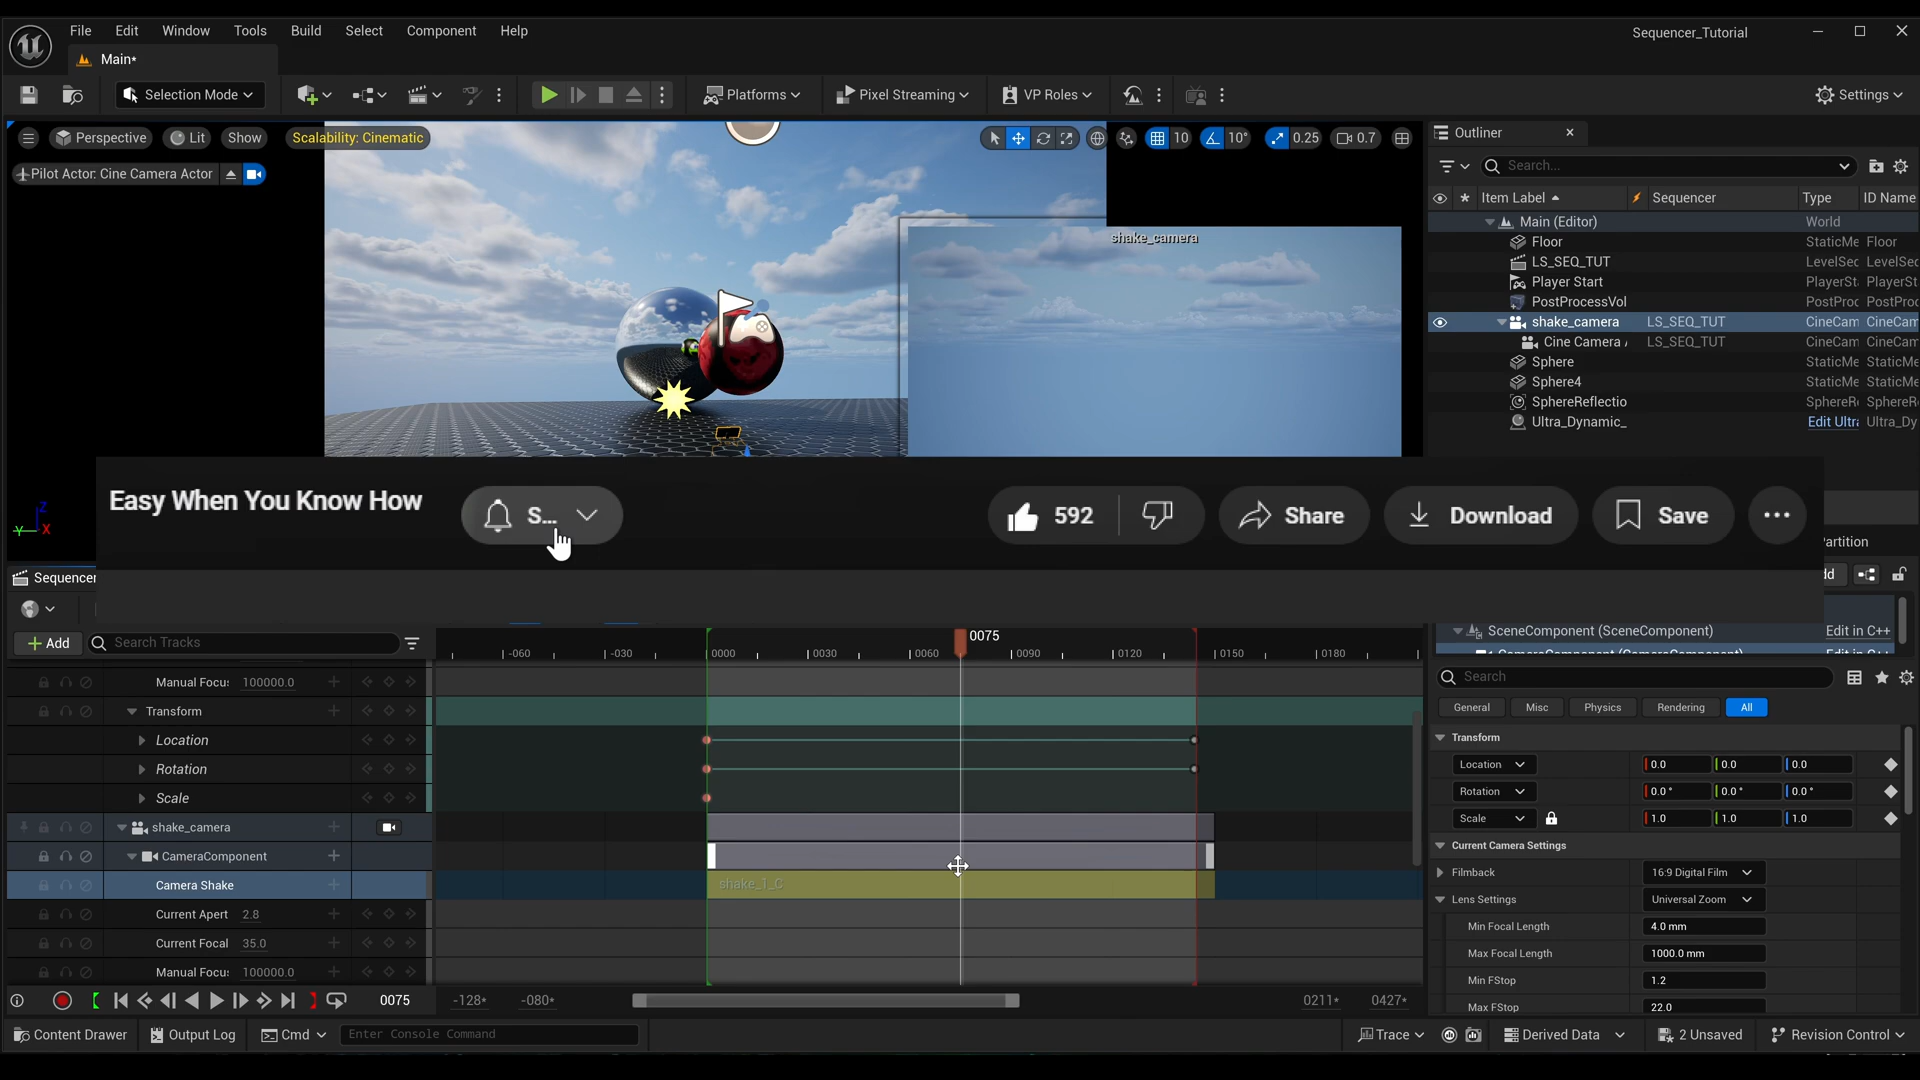 File Edit Window Tools Build Select Component Help
Sequencer_Tutorial
Main*
Selection Mode
Platforms
Pixel Streaming
VP Roles
Settings
Perspective
Lit
Show
Scalability: Cinematic
10
10°
0.25
0.7
Pilot Actor: Cine Camera Actor
shake_camera
Outliner
Search...
Item Label
Sequencer
Type
ID Name
Main (Editor) World
Floor StaticMe Floor
LS_SEQ_TUT LevelSec LevelSec
Player Start PlayerSt PlayerSt
PostProcessVol PostProc PostProc
shake_camera LS_SEQ_TUT CineCam CineCam
Cine Camera LS_SEQ_TUT CineCam CineCam
Sphere StaticMe StaticMe
Sphere4 StaticMe StaticMe
SphereReflectio SphereRe SphereRe
Ultra_Dynamic_ Edit Ultra Ultra_Dy
Easy When You Know How
S...
592
Share
Download
Save
artition
dd
Sequencer
Add
Search Tracks
0075
-060 -030 0000 0030 0060 0090 0120 0150 0180
Manual Focu: 100000.0
Transform
Location
Rotation
Scale
shake_camera
CameraComponent
Camera Shake
shake_1_C
Current Apert 2.8
Current Focal 35.0
Manual Focu: 100000.0
0075
-128*
-080*
0211*
0427*
SceneComponent (SceneComponent) Edit in C++
CameraComponent (CameraComponent) Edit in C++
Search
General Misc Physics Rendering All
Transform
Location 0.0 0.0 0.0
Rotation 0.0° 0.0° 0.0°
Scale 1.0 1.0 1.0
Current Camera Settings
Filmback 16:9 Digital Film
Lens Settings Universal Zoom
Min Focal Length 4.0 mm
Max Focal Length 1000.0 mm
Min FStop 1.2
Max FStop 22.0
Content Drawer
Output Log
Cmd
Enter Console Command
Trace
Derived Data
2 Unsaved
Revision Control